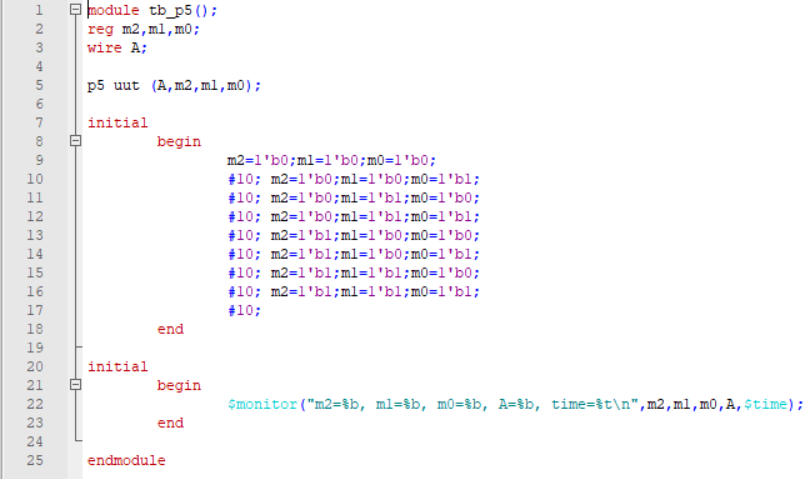 1 module tb_p5();
2 reg m2,m1,m0;
3 wire A;
4
5 p5 uut (A,m2,m1,m0);
6
7 initial
8 begin
9 m2=1'b0;m1=1'b0;m0=1'b0;
10 #10; m2=1'b0;m1=1'b0;m0=1'b1;
11 #10; m2=1'b0;m1=1'b1;m0=1'b0;
12 #10; m2=1'b0;m1=1'b1;m0=1'b1;
13 #10; m2=1'b1;m1=1'b0;m0=1'b0;
14 #10; m2=1'b1;m1=1'b0;m0=1'b1;
15 #10; m2=1'b1;m1=1'b1;m0=1'b0;
16 #10; m2=1'b1;m1=1'b1;m0=1'b1;
17 #10;
18 end
19
20 initial
21 begin
22 $monitor("m2=%b, m1=%b, m0=%b, A=%b, time=%t\n",m2,m1,m0,A,$time);
23 end
24
25 endmodule